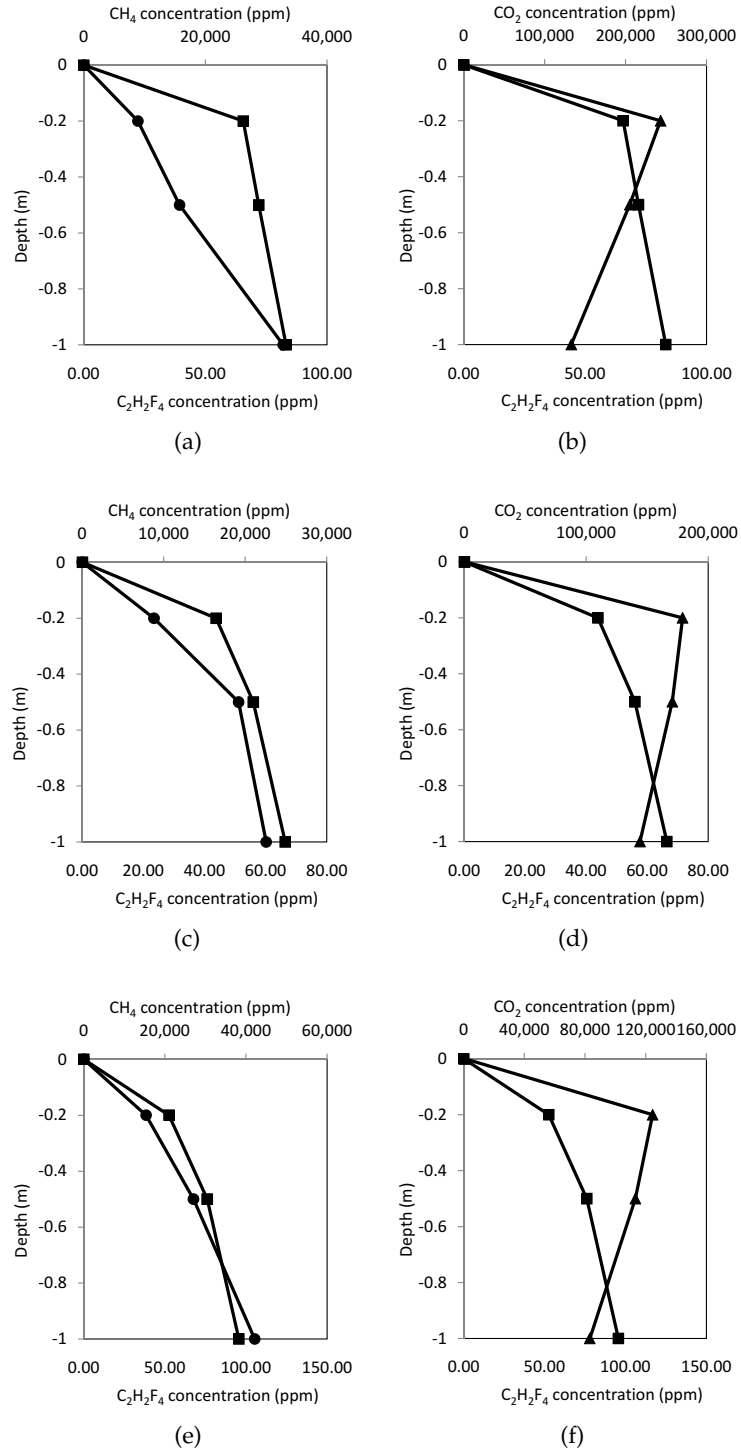 CH₄ concentration (ppm)
0 20,000 40,000
0
-0.2
-0.4
-0.6
-0.8
-1
Depth (m)
0.00 50.00 100.00
C₂H₂F₄ concentration (ppm)
(a)
CO₂ concentration (ppm)
0 100,000 200,000 300,000
0
-0.2
-0.4
-0.6
-0.8
-1
Depth (m)
0.00 50.00 100.00
C₂H₂F₄ concentration (ppm)
(b)
CH₄ concentration (ppm)
0 10,000 20,000 30,000
0
-0.2
-0.4
-0.6
-0.8
-1
Depth (m)
0.00 20.00 40.00 60.00 80.00
C₂H₂F₄ concentration (ppm)
(c)
CO₂ concentration (ppm)
0 100,000 200,000
0
-0.2
-0.4
-0.6
-0.8
-1
Depth (m)
0.00 20.00 40.00 60.00 80.00
C₂H₂F₄ concentration (ppm)
(d)
CH₄ concentration (ppm)
0 20,000 40,000 60,000
0
-0.2
-0.4
-0.6
-0.8
-1
Depth (m)
0.00 50.00 100.00 150.00
C₂H₂F₄ concentration (ppm)
(e)
CO₂ concentration (ppm)
0 40,000 80,000 120,000 160,000
0
-0.2
-0.4
-0.6
-0.8
-1
Depth (m)
0.00 50.00 100.00 150.00
C₂H₂F₄ concentration (ppm)
(f)